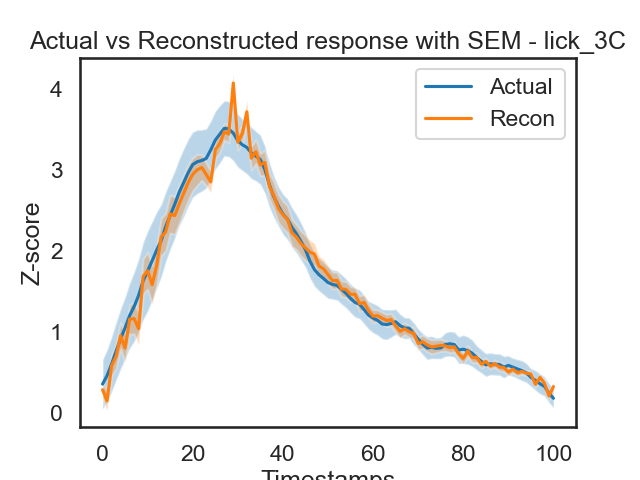 Actual vs Reconstructed response with SEM - lick_3C
Actual
Recon
Z-score
4
3
2
1
0
0 20 40 60 80 100
Timestamps